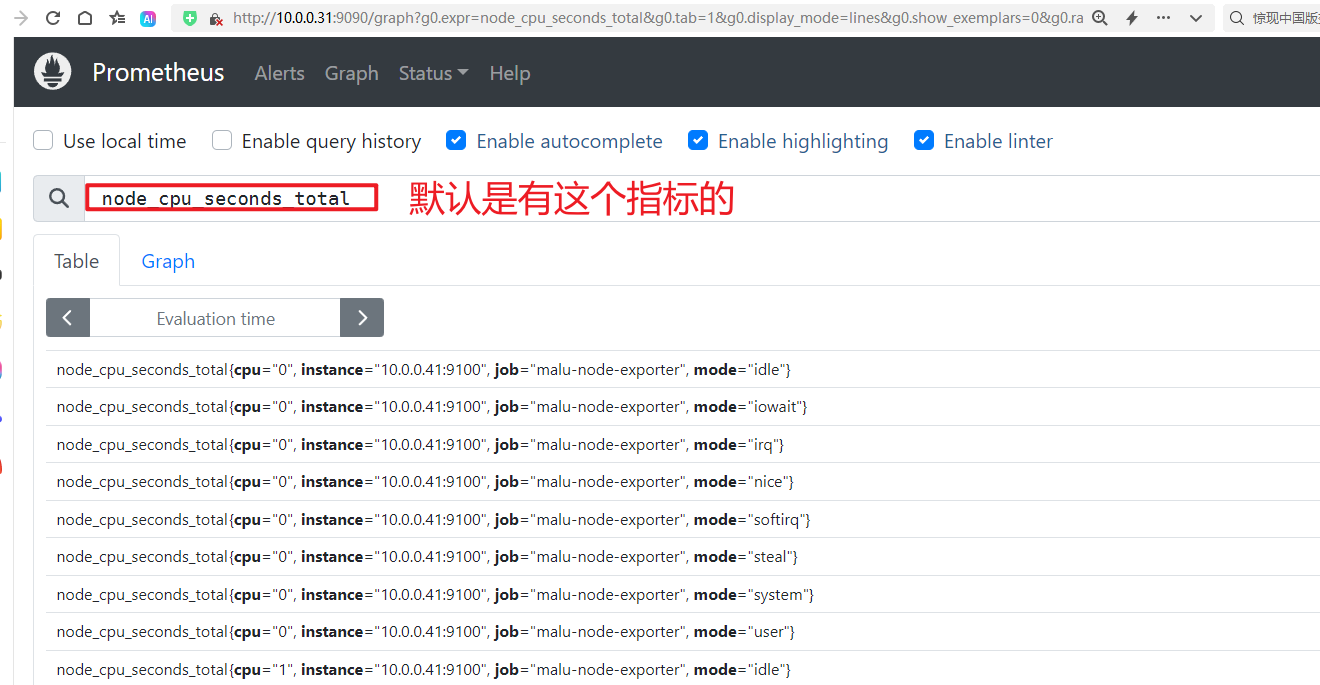 http://10.0.0.31:9090/graph?g0.expr=node_cpu_seconds_total&g0.tab=1&g0.display_mode=lines&g0.show_exemplars=0&g0.ra
AI
Prometheus Alerts Graph Status Help
Use local time Enable query history Enable autocomplete Enable highlighting Enable linter
node_cpu_seconds_total 默认是有这个指标的
Table Graph
Evaluation time
node_cpu_seconds_total{cpu="0", instance="10.0.0.41:9100", job="malu-node-exporter", mode="idle"}
node_cpu_seconds_total{cpu="0", instance="10.0.0.41:9100", job="malu-node-exporter", mode="iowait"}
node_cpu_seconds_total{cpu="0", instance="10.0.0.41:9100", job="malu-node-exporter", mode="irq"}
node_cpu_seconds_total{cpu="0", instance="10.0.0.41:9100", job="malu-node-exporter", mode="nice"}
node_cpu_seconds_total{cpu="0", instance="10.0.0.41:9100", job="malu-node-exporter", mode="softirq"}
node_cpu_seconds_total{cpu="0", instance="10.0.0.41:9100", job="malu-node-exporter", mode="steal"}
node_cpu_seconds_total{cpu="0", instance="10.0.0.41:9100", job="malu-node-exporter", mode="system"}
node_cpu_seconds_total{cpu="0", instance="10.0.0.41:9100", job="malu-node-exporter", mode="user"}
node_cpu_seconds_total{cpu="1", instance="10.0.0.41:9100", job="malu-node-exporter", mode="idle"}